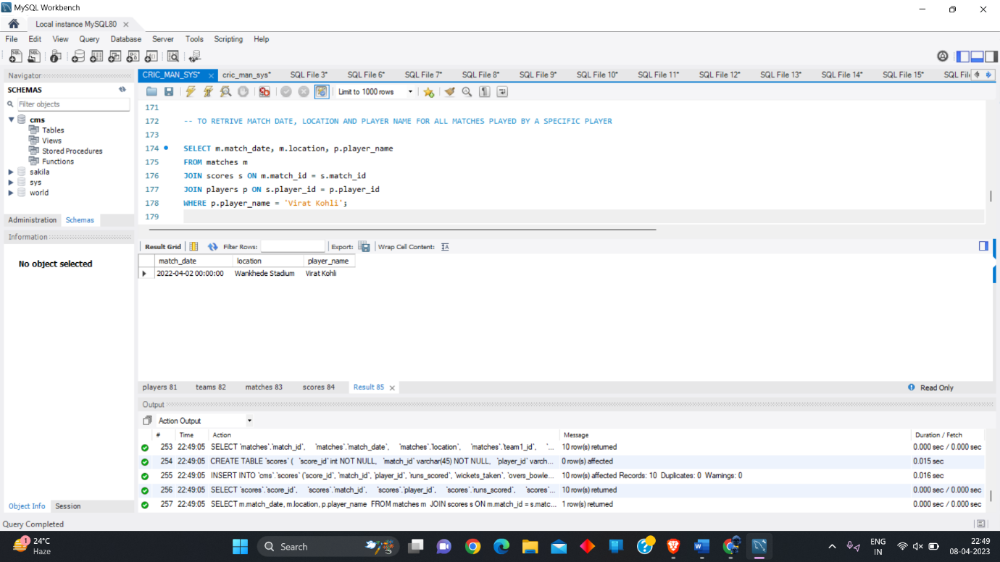 MySQL Workbench
Local instance MySQL80
File Edit View Query Database Server Tools Scripting Help
Navigator
SCHEMAS
Filter objects
cms
Tables
Views
Stored Procedures
Functions
sakila
sys
world
Administration Schemas
Information
No object selected
Object Info Session
CRIC_MAN_SYS* cric_man_sys* SQL File 3* SQL File 6* SQL File 7* SQL File 8* SQL File 9* SQL File 10* SQL File 11* SQL File 12* SQL File 13* SQL File 14* SQL File 15* SQL File
Limit to 1000 rows
171
172 -- TO RETRIVE MATCH DATE, LOCATION AND PLAYER NAME FOR ALL MATCHES PLAYED BY A SPECIFIC PLAYER
173
174 SELECT m.match_date, m.location, p.player_name
175 FROM matches m
176 JOIN scores s ON m.match_id = s.match_id
177 JOIN players p ON s.player_id = p.player_id
178 WHERE p.player_name = 'Virat Kohli';
179
Result Grid Filter Rows: Export: Wrap Cell Content:
match_date location player_name
2022-04-02 00:00:00 Wankhede Stadium Virat Kohli
players 81 teams 82 matches 83 scores 84 Result 85 Read Only
Output
Action Output
# Time Action Message Duration / Fetch
253 22:49:05 SELECT `matches`.`match_id`, `matches`.`match_date`, `matches`.`location`, `matches`.`team1_id`, `... 10 row(s) returned 0.000 sec / 0.000 sec
254 22:49:05 CREATE TABLE `scores` ( `score_id` int NOT NULL, `match_id` varchar(45) NOT NULL, `player_id` varch... 0 row(s) affected 0.015 sec
255 22:49:05 INSERT INTO `cms`.`scores` (`score_id`, `match_id`, `player_id`, `runs_scored`, `wickets_taken`, `overs_bowle... 10 row(s) affected Records: 10 Duplicates: 0 Warnings: 0 0.016 sec
256 22:49:05 SELECT `scores`.`score_id`, `scores`.`match_id`, `scores`.`player_id`, `scores`.`runs_scored`, `scores`... 10 row(s) returned 0.000 sec / 0.000 sec
257 22:49:05 SELECT m.match_date, m.location, p.player_name FROM matches m JOIN scores s ON m.match_id = s.matc... 1 row(s) returned 0.000 sec / 0.000 sec
Query Completed
1
24°C
Haze
Search
ENG
IN
22:49
08-04-2023